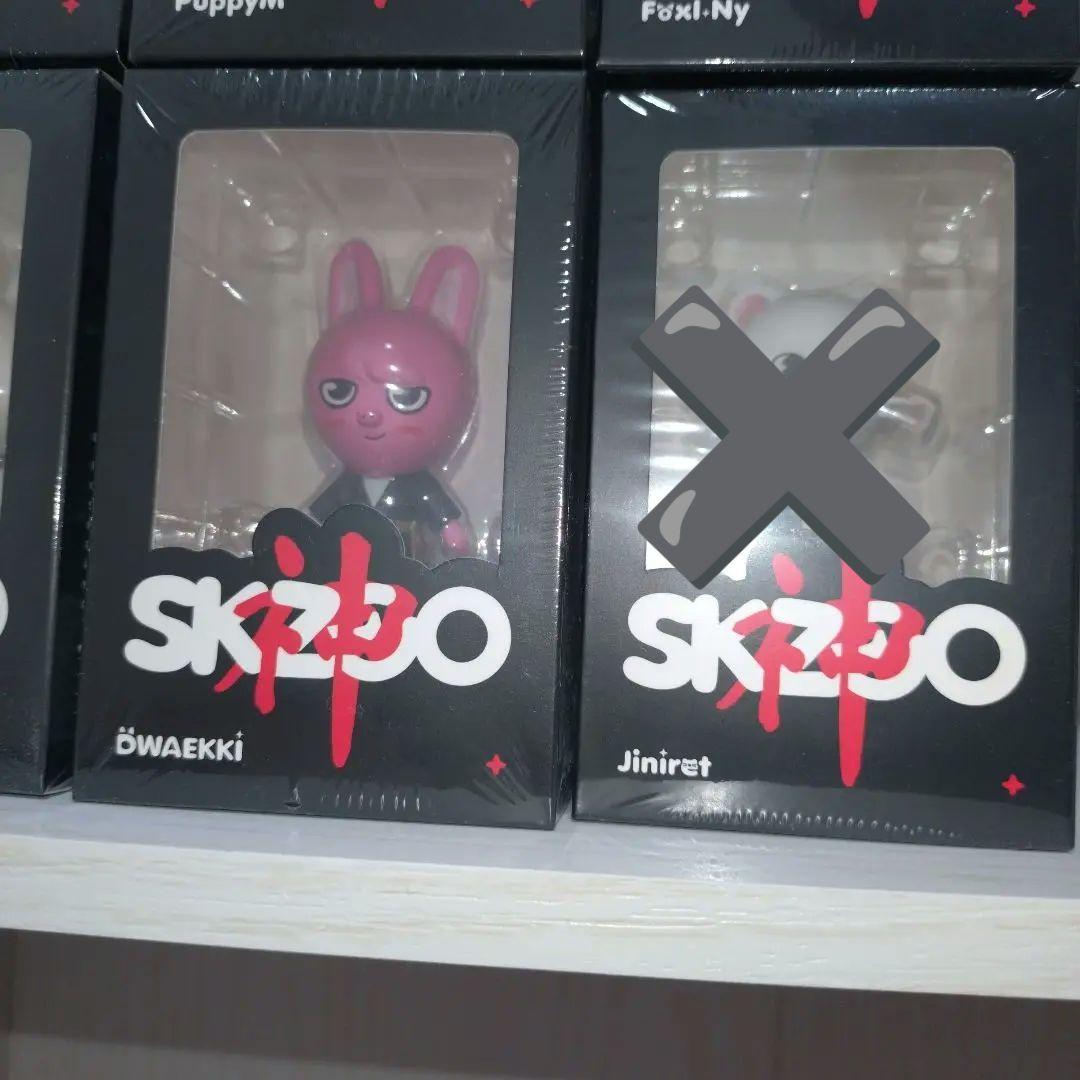 PuppyM
FoxI.Ny
SKZOO
神
DWAEKKI
SKZOO
神
Jiniret